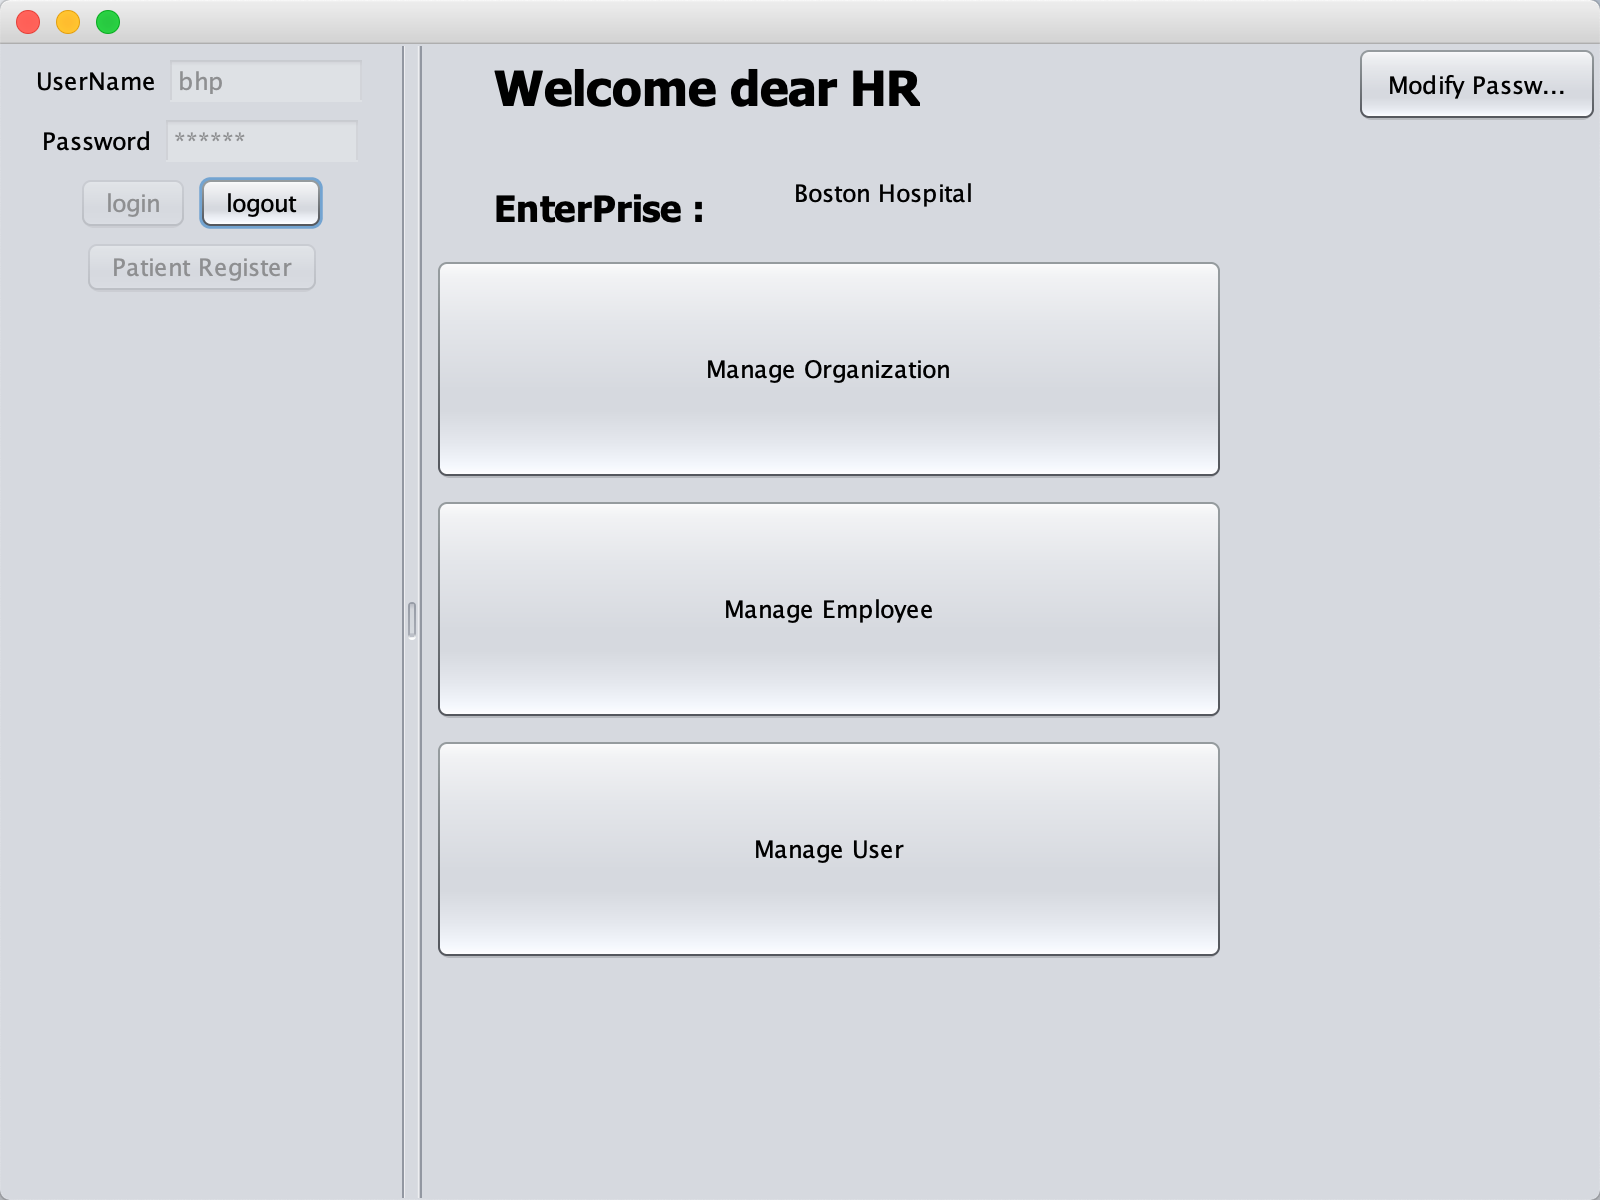 UserName bhp
Password ******
login logout
Patient Register
Welcome dear HR
Modify Passw...
EnterPrise : Boston Hospital
Manage Organization
Manage Employee
Manage User